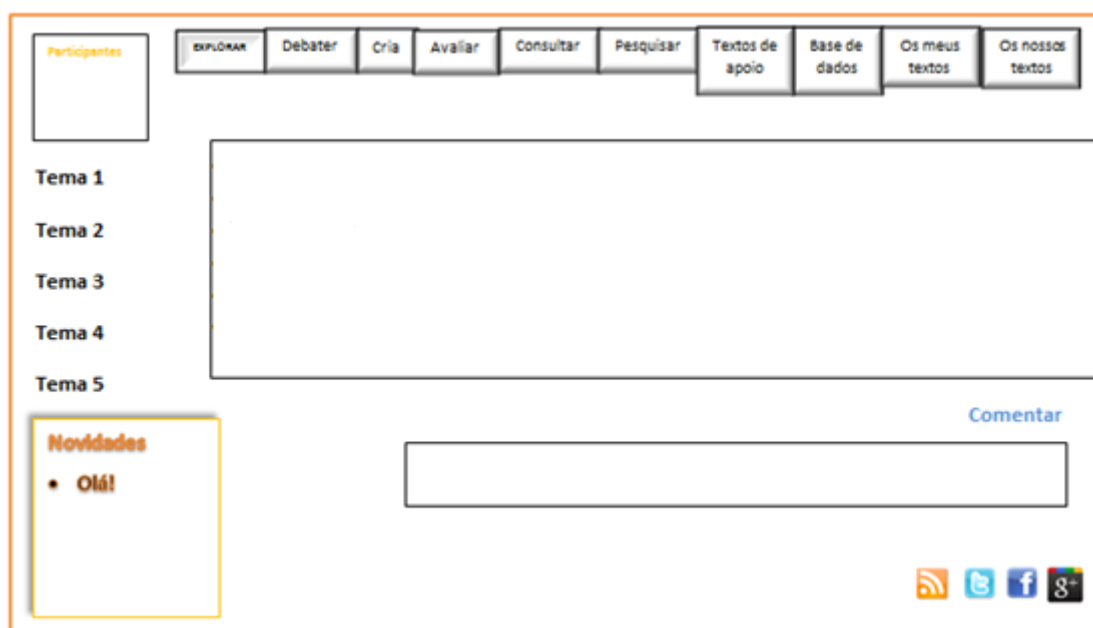 Participantes
EXPLORAR
Debater
Cria
Avaliar
Consultar
Pesquisar
Textos de
apoio
Base de
dados
Os meus
textos
Os nossos
textos
Tema 1
Tema 2
Tema 3
Tema 4
Tema 5
Comentar
Novidades
• Olá!
g+